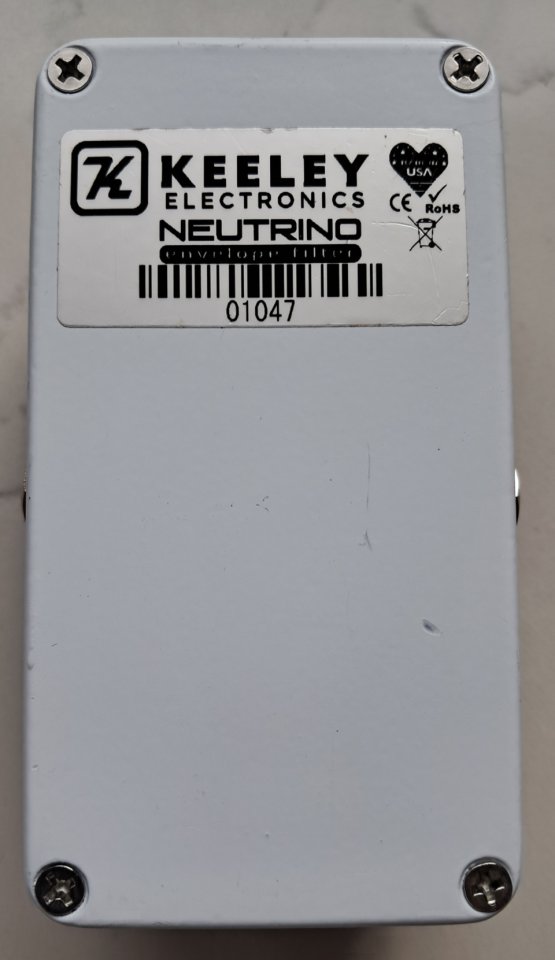 K KEELEY
ELECTRONICS
NEUTRINO
envelope filter
01047
USA
CE RoHS